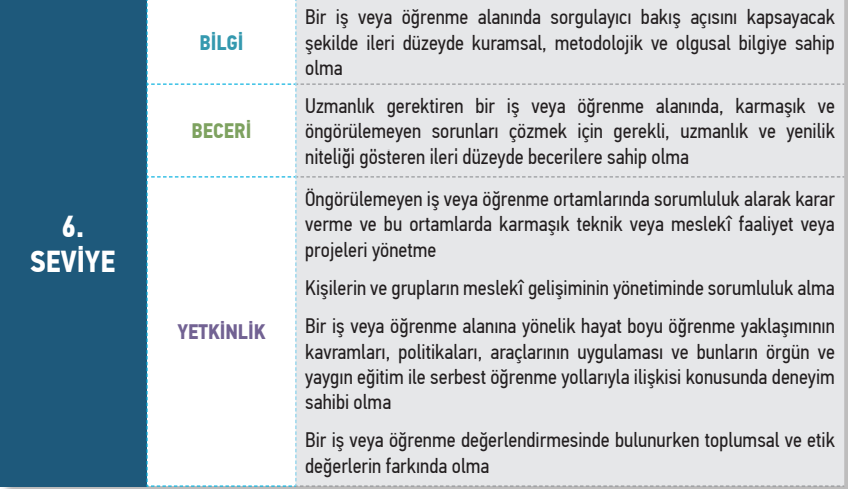 6.
SEVİYE
BİLGİ
Bir iş veya öğrenme alanında sorgulayıcı bakış açısını kapsayacak
şekilde ileri düzeyde kuramsal, metodolojik ve olgusal bilgiye sahip
olma
BECERİ
Uzmanlık gerektiren bir iş veya öğrenme alanında, karmaşık ve
öngörülemeyen sorunları çözmek için gerekli, uzmanlık ve yenilik
niteliği gösteren ileri düzeyde becerilere sahip olma
YETKİNLİK
Öngörülemeyen iş veya öğrenme ortamlarında sorumluluk alarak karar
verme ve bu ortamlarda karmaşık teknik veya meslekî faaliyet veya
projeleri yönetme
Kişilerin ve grupların meslekî gelişiminin yönetiminde sorumluluk alma
Bir iş veya öğrenme alanına yönelik hayat boyu öğrenme yaklaşımının
kavramları, politikaları, araçlarının uygulaması ve bunların örgün ve
yaygın eğitim ile serbest öğrenme yollarıyla ilişkisi konusunda deneyim
sahibi olma
Bir iş veya öğrenme değerlendirmesinde bulunurken toplumsal ve etik
değerlerin farkında olma